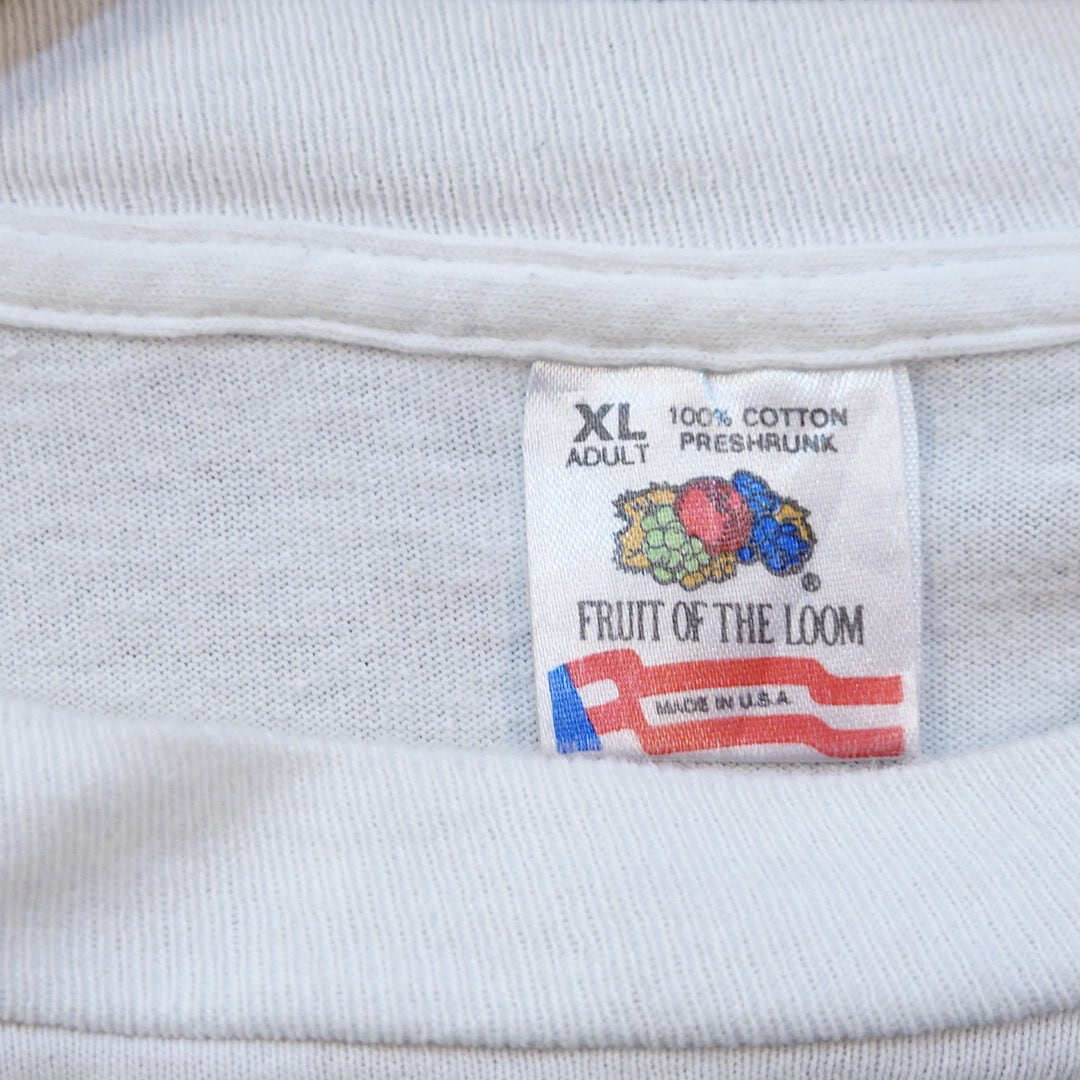 XL 100% COTTON
ADULT PRESHRUNK
®
FRUIT OF THE LOOM
MADE IN U.S.A